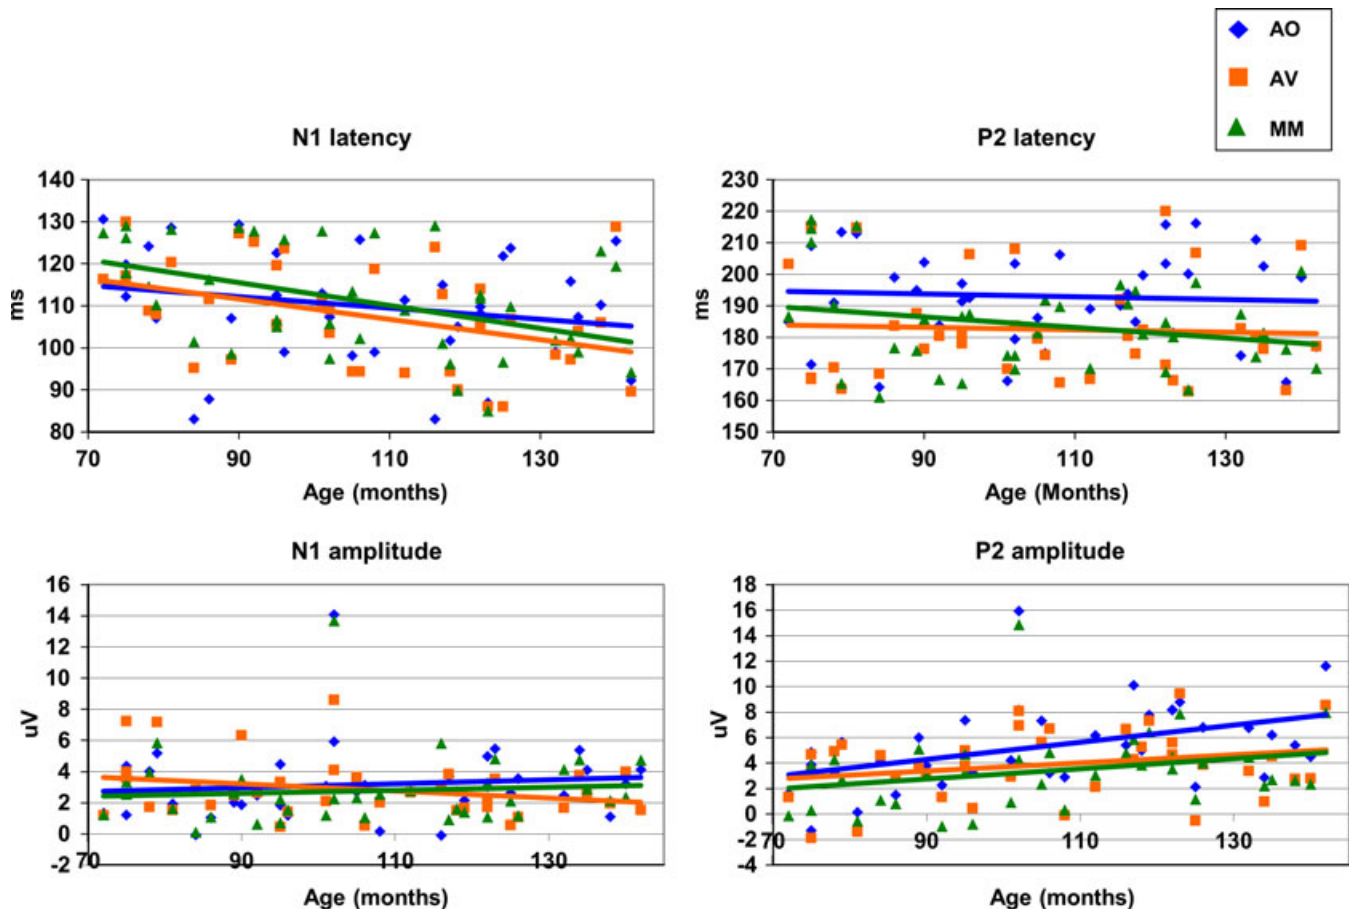 AO
AV
MM
N1 latency
140
130
120
110
100
90
80
ms
70 90 110 130
Age (months)
P2 latency
230
220
210
200
190
180
170
160
150
ms
70 90 110 130
Age (Months)
N1 amplitude
16
14
12
10
8
6
4
2
0
-2
uV
70 90 110 130
Age (months)
P2 amplitude
18
16
14
12
10
8
6
4
2
0
-2
-4
uV
70 90 110 130
Age (months)